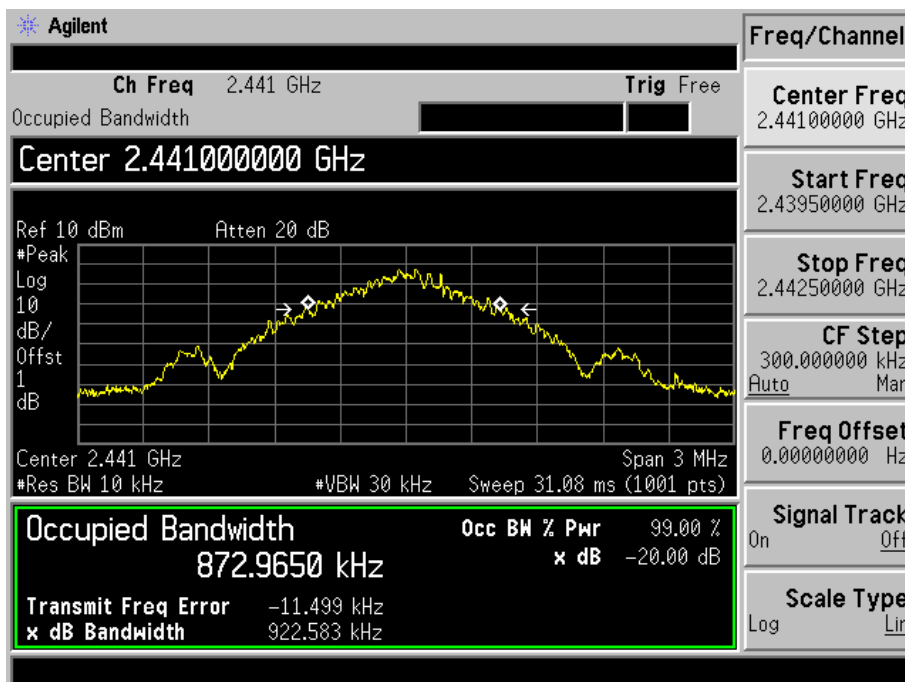 Agilent
Freq/Channel
Ch Freq 2.441 GHz Trig Free
Occupied Bandwidth
Center 2.441000000 GHz
Ref 10 dBm Atten 20 dB
#Peak
Log
10
dB/
Offst
1
dB
Center 2.441 GHz Span 3 MHz
#Res BW 10 kHz #VBW 30 kHz Sweep 31.08 ms (1001 pts)
Occupied Bandwidth
872.9650 kHz
Occ BW % Pwr 99.00 %
x dB -20.00 dB
Transmit Freq Error -11.499 kHz
x dB Bandwidth 922.583 kHz
Center Freq
2.44100000 GHz
Start Freq
2.43950000 GHz
Stop Freq
2.44250000 GHz
CF Step
300.000000 kHz
Auto Man
Freq Offset
0.00000000 Hz
Signal Track
On Off
Scale Type
Log Lin